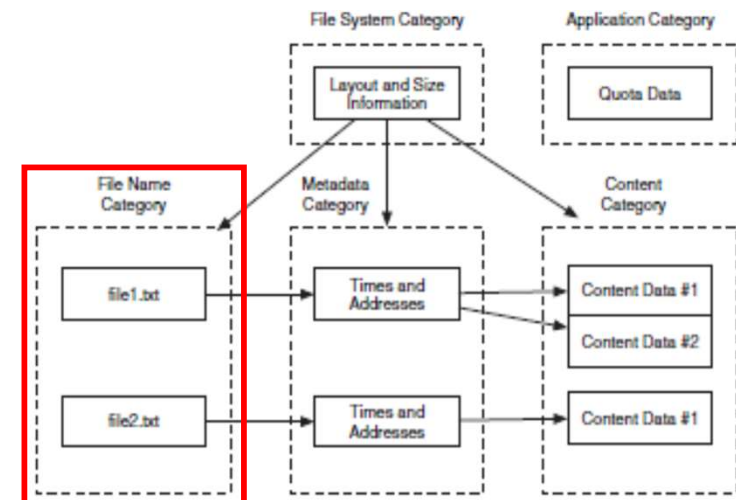 File System Category
Application Category
Layout and Size
Information
Quota Data
File Name
Category
Metadata
Category
Content
Category
file1.txt
Times and
Addresses
Content Data #1
Content Data #2
file2.txt
Times and
Addresses
Content Data #1